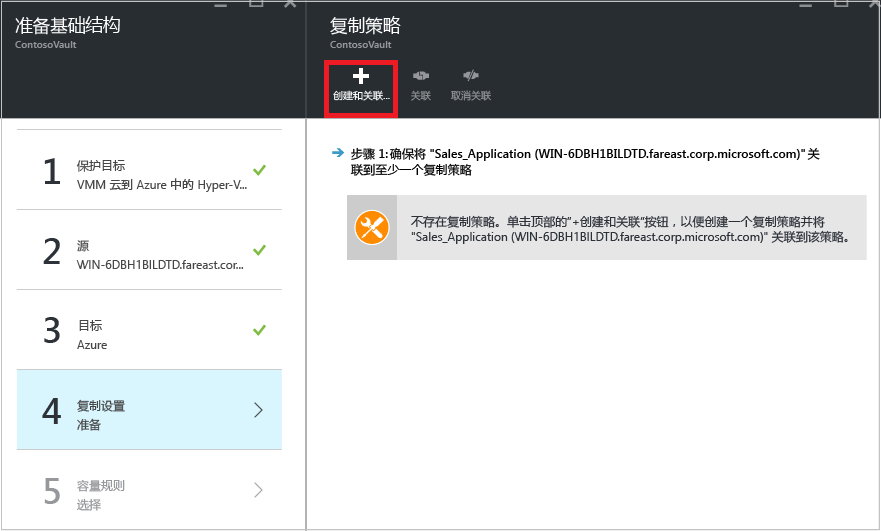 准备基础结构
ContosoVault
1
保护目标
VMM 云到 Azure 中的 Hyper-V...
2
源
WIN-6DBH1BILDTD.fareast.cor...
3
目标
Azure
4
复制设置
准备
5
容量规则
选择
复制策略
ContosoVault
创建和关联...
关联
取消关联
步骤 1: 确保将 "Sales_Application (WIN-6DBH1BILDTD.fareast.corp.microsoft.com)" 关
联到至少一个复制策略
不存在复制策略。单击顶部的“+创建和关联”按钮，以便创建一个复制策略并将
"Sales_Application (WIN-6DBH1BILDTD.fareast.corp.microsoft.com)" 关联到该策略。